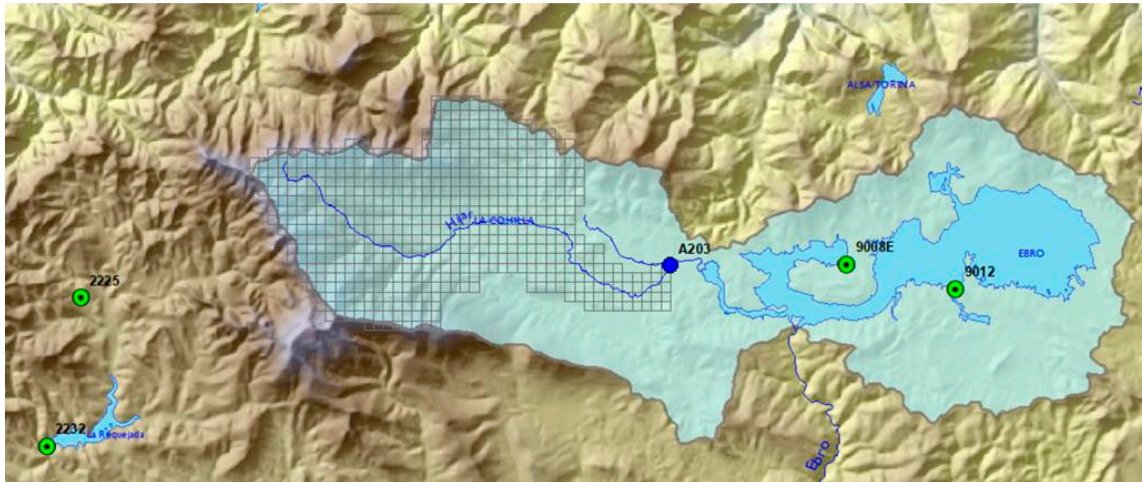 ALSA/TORINA
Hijar
LA COHILLA
A203
9008E
EBRO
9012
2225
2232
La Requejada
Ebro